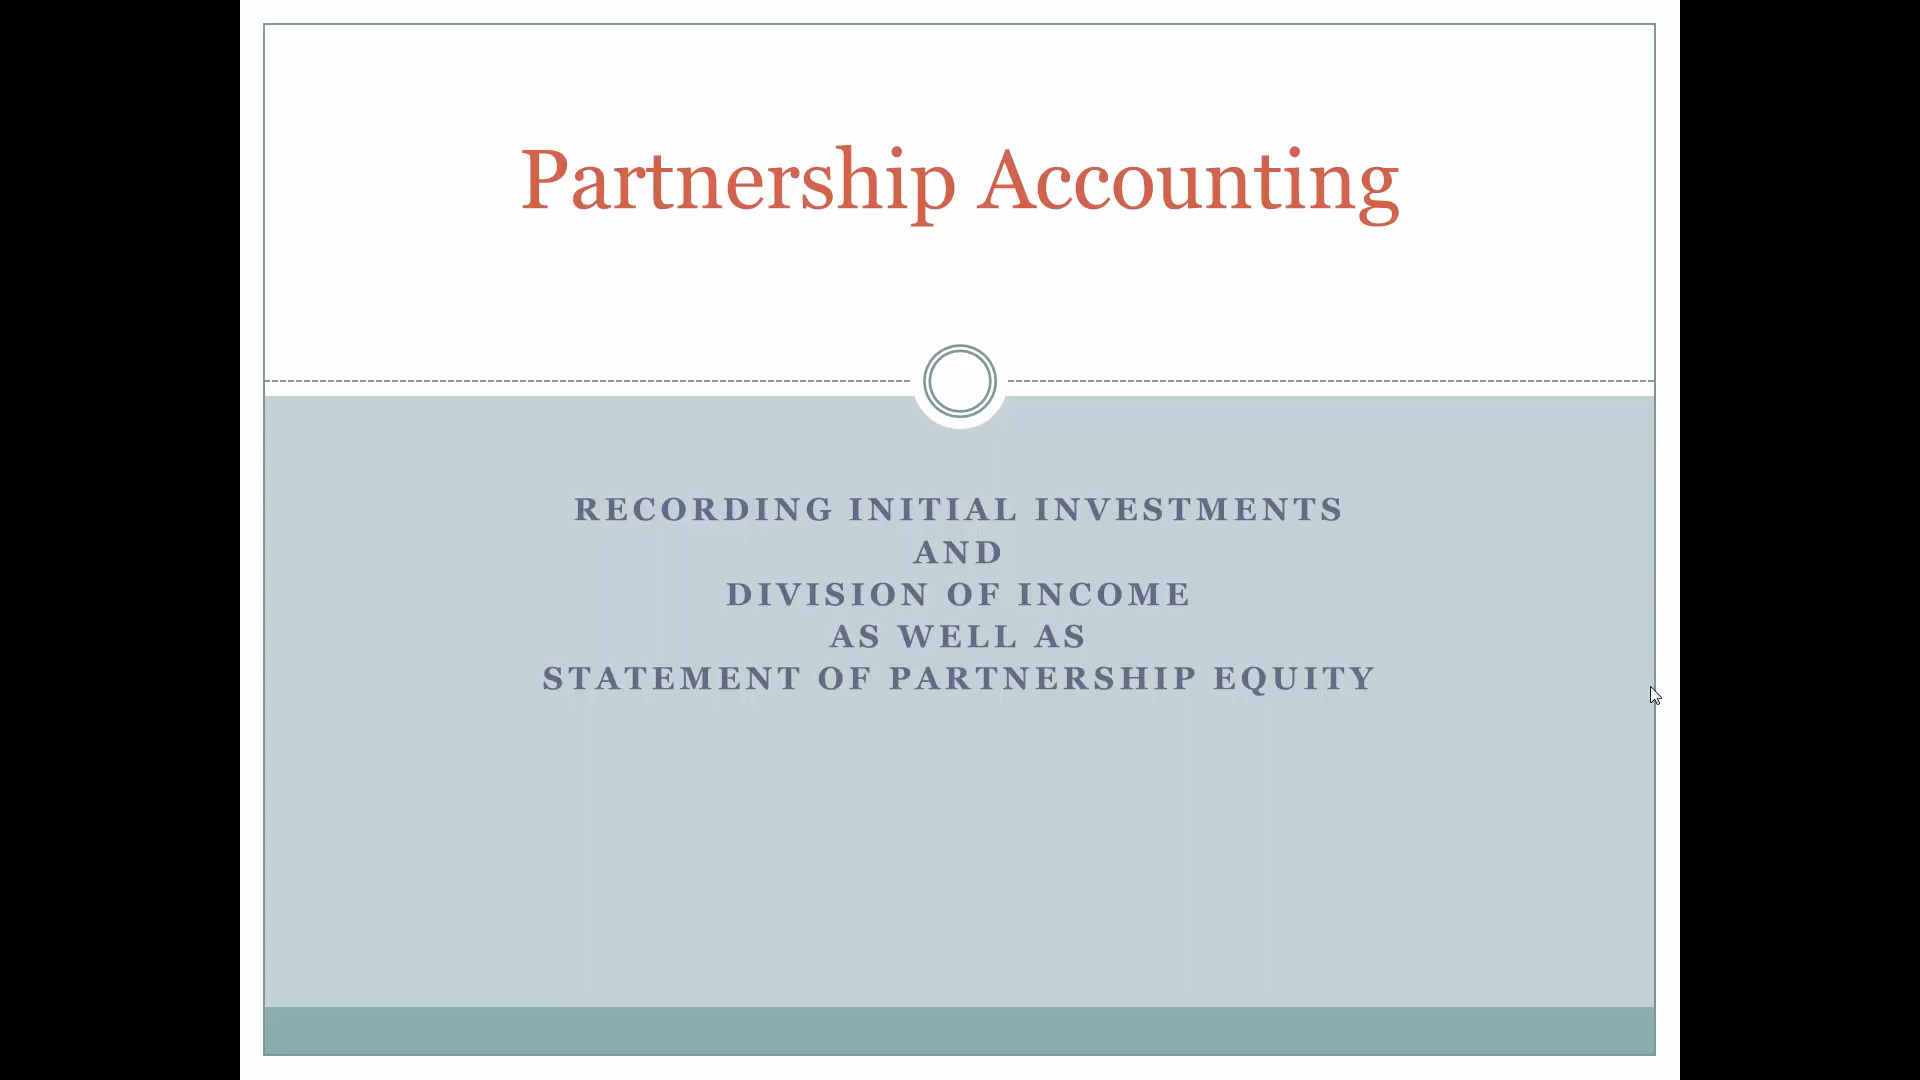 Partnership Accounting
RECORDING INITIAL INVESTMENTS
AND
DIVISION OF INCOME
AS WELL AS
STATEMENT OF PARTNERSHIP EQUITY